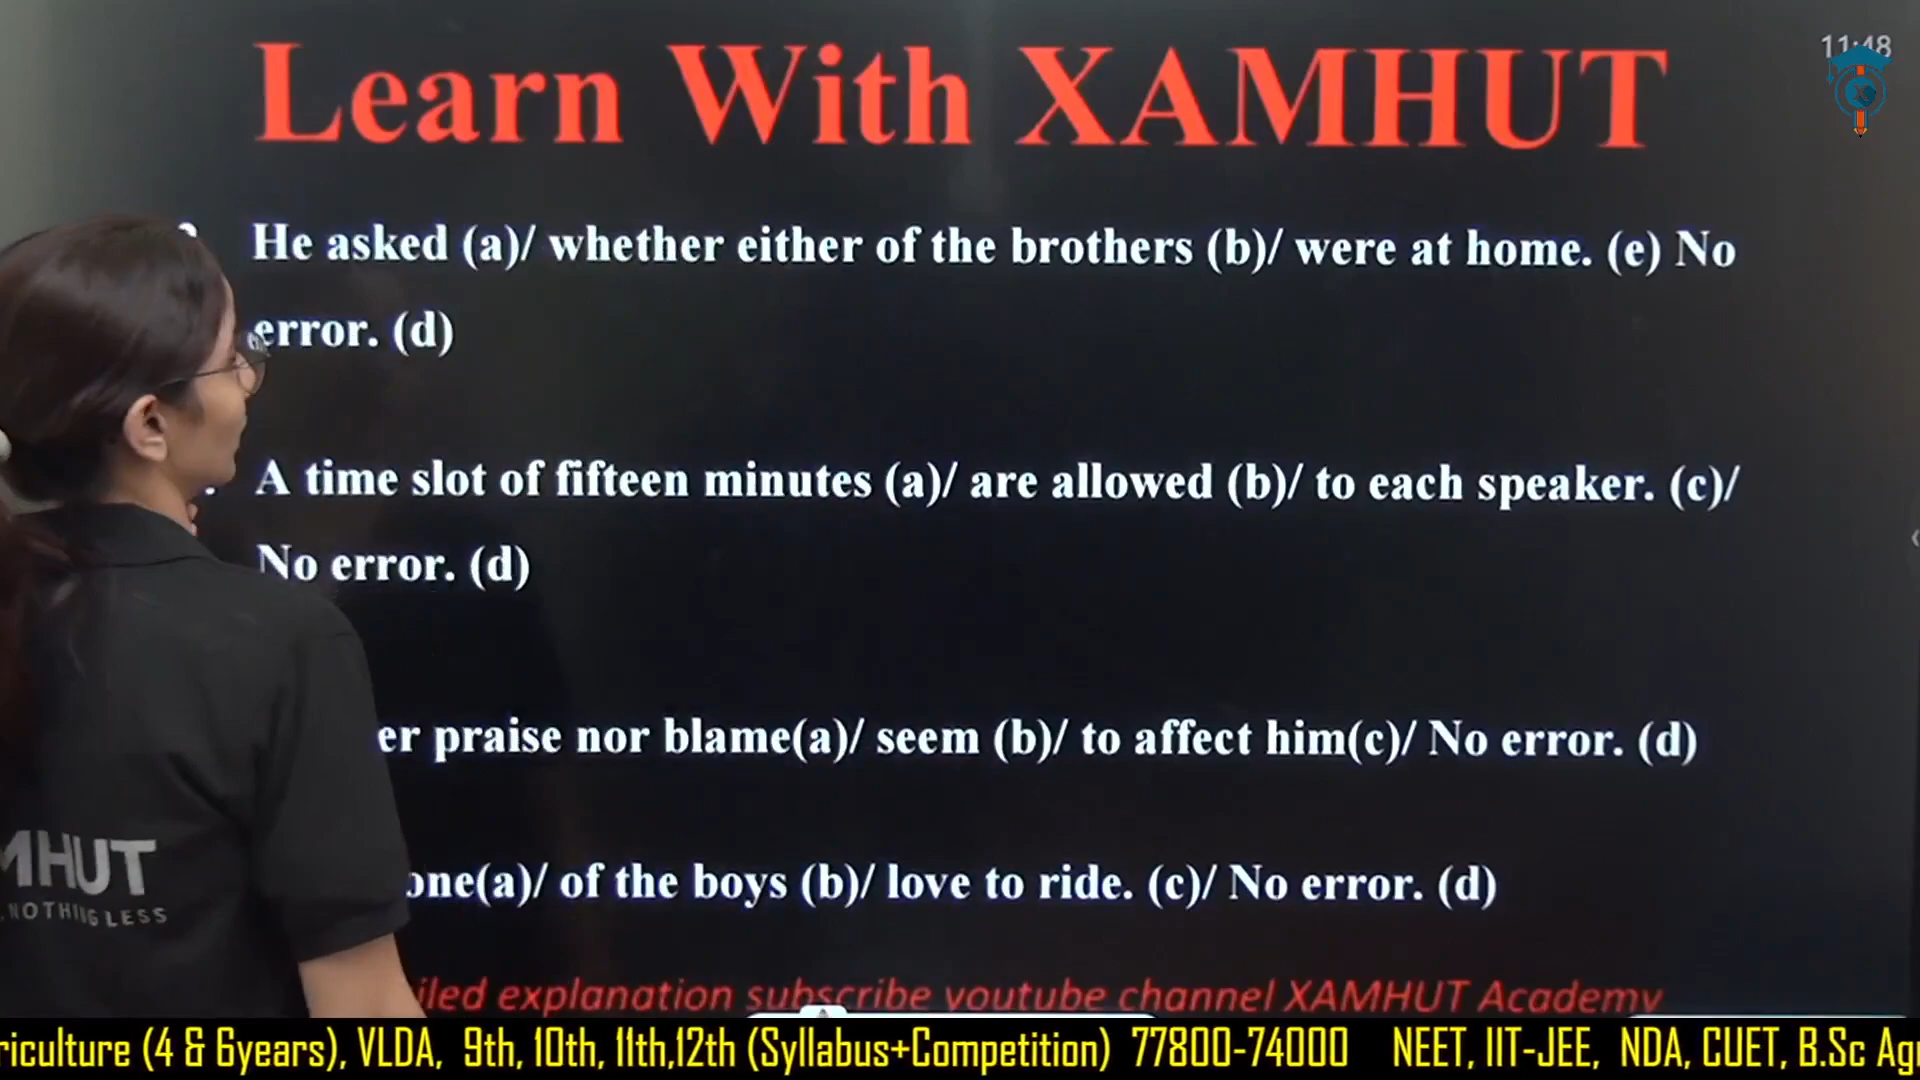 Learn With XAMHUT
11:48
He asked (a)/ whether either of the brothers (b)/ were at home. (e) No
error. (d)
A time slot of fifteen minutes (a)/ are allowed (b)/ to each speaker. (c)/
No error. (d)
er praise nor blame(a)/ seem (b)/ to affect him(c)/ No error. (d)
one(a)/ of the boys (b)/ love to ride. (c)/ No error. (d)
MHUT
NOTHING LESS
iled explanation subscribe youtube channel XAMHUT Academy
riculture (4 & 6years), VLDA, 9th, 10th, 11th,12th (Syllabus+Competition) 77800-74000 NEET, IIT-JEE, NDA, CUET, B.Sc Agr